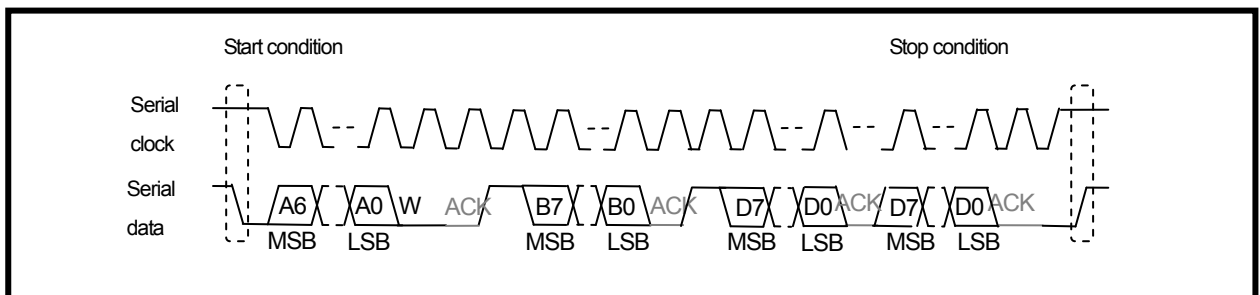 Start condition Stop condition
Serial
clock
Serial
data
A6 A0 W ACK B7 B0 ACK D7 D0 ACK D7 D0 ACK
MSB LSB MSB LSB MSB LSB MSB LSB